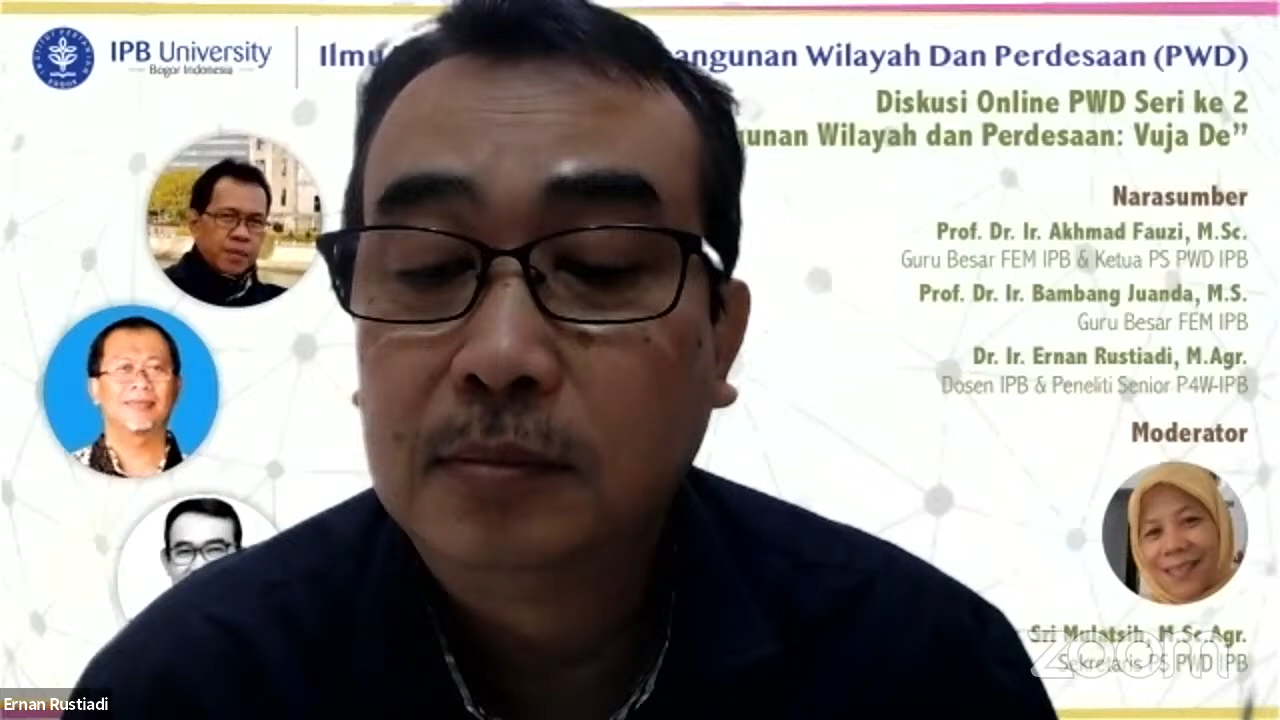 IPB University
Bogor Indonesia
Ilmu angunan Wilayah Dan Perdesaan (PWD)
Diskusi Online PWD Seri ke 2
gunan Wilayah dan Perdesaan: Vuja De”
Narasumber
Prof. Dr. Ir. Akhmad Fauzi, M.Sc.
Guru Besar FEM IPB & Ketua PS PWD IPB
Prof. Dr. Ir. Bambang Juanda, M.S.
Guru Besar FEM IPB
Dr. Ir. Ernan Rustiadi, M.Agr.
Dosen IPB & Peneliti Senior P4W-IPB
Moderator
Sri Mulatsih, M.Sc.Agr.
zoom
Sekretaris PS PWD IPB
Ernan Rustiadi